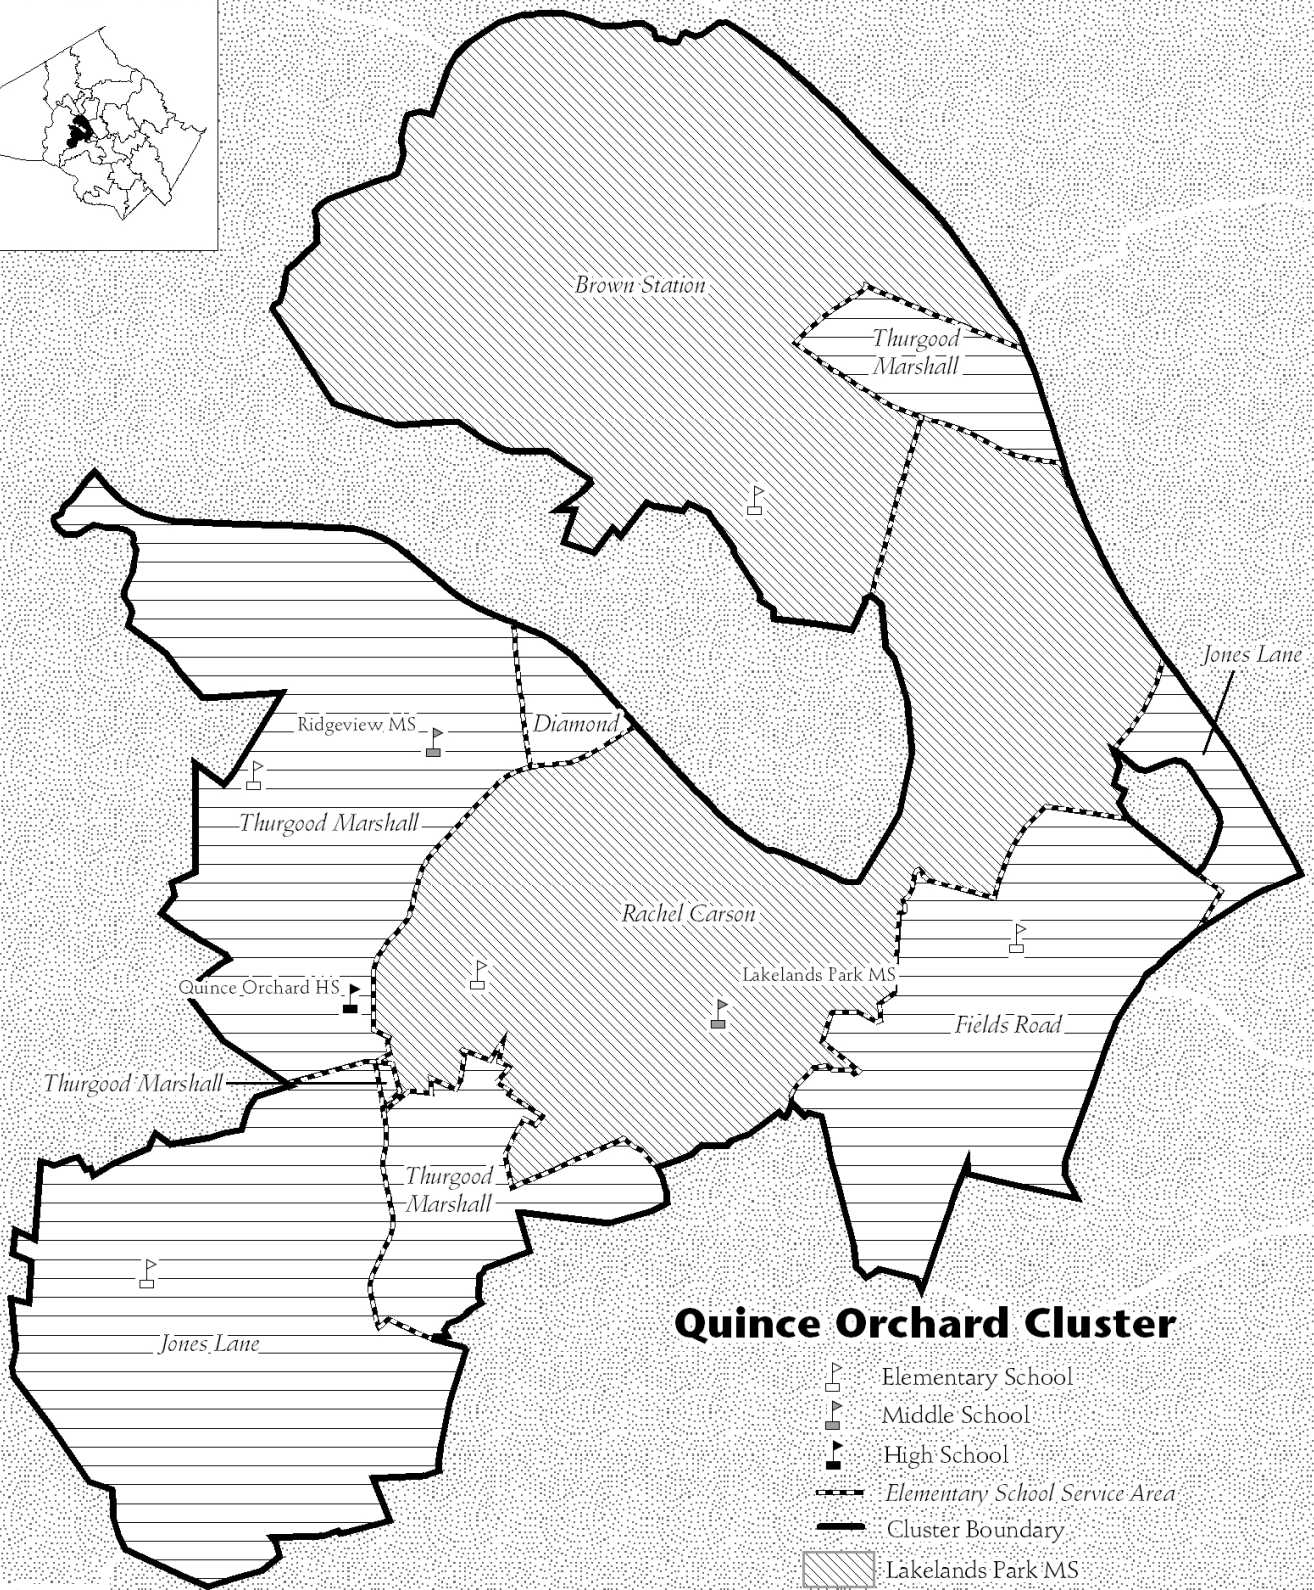 Brown Station
Thurgood
Marshall
Jones Lane
Ridgeview MS
Diamond
Thurgood Marshall
Rachel Carson
Lakelands Park MS
Quince Orchard HS
Fields Road
Thurgood Marshall
Thurgood
Marshall
Jones Lane
Quince Orchard Cluster
Elementary School
Middle School
High School
Elementary School Service Area
Cluster Boundary
Lakelands Park MS